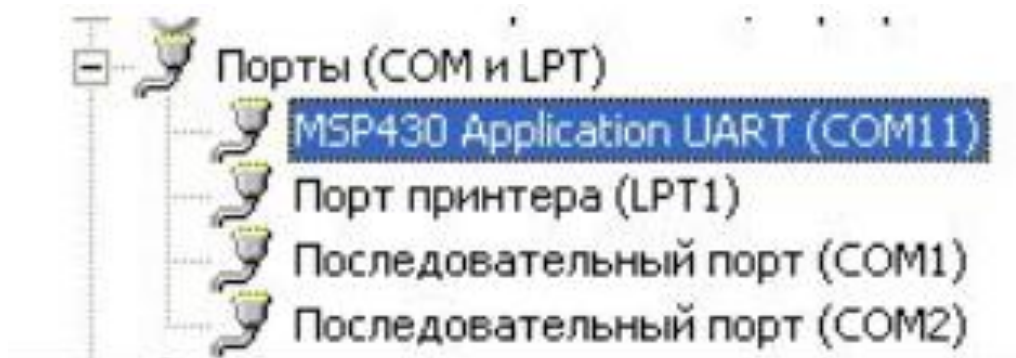 Порты (COM и LPT)
MSP430 Application UART (COM11)
Порт принтера (LPT1)
Последовательный порт (COM1)
Последовательный порт (COM2)